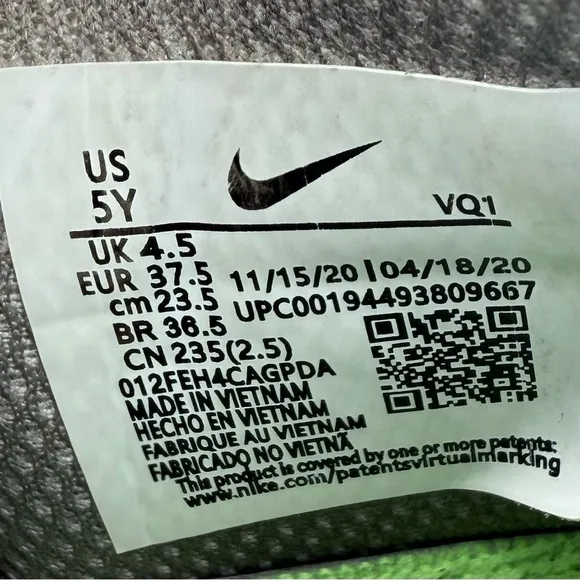 US
5Y
VQ1
UK 4.5
EUR 37.5
cm 23.5
BR 36.5
CN 235(2.5)
11/15/20 | 04/18/20
UPC00194493809667
012FEH4CAGPDA
MADE IN VIETNAM
HECHO EN VIETNAM
FABRIQUE AU VIETNAM
FABRICADO NO VIETNÃ
This product is covered by one or more patents:
www.nike.com/patentsvirtualmarking